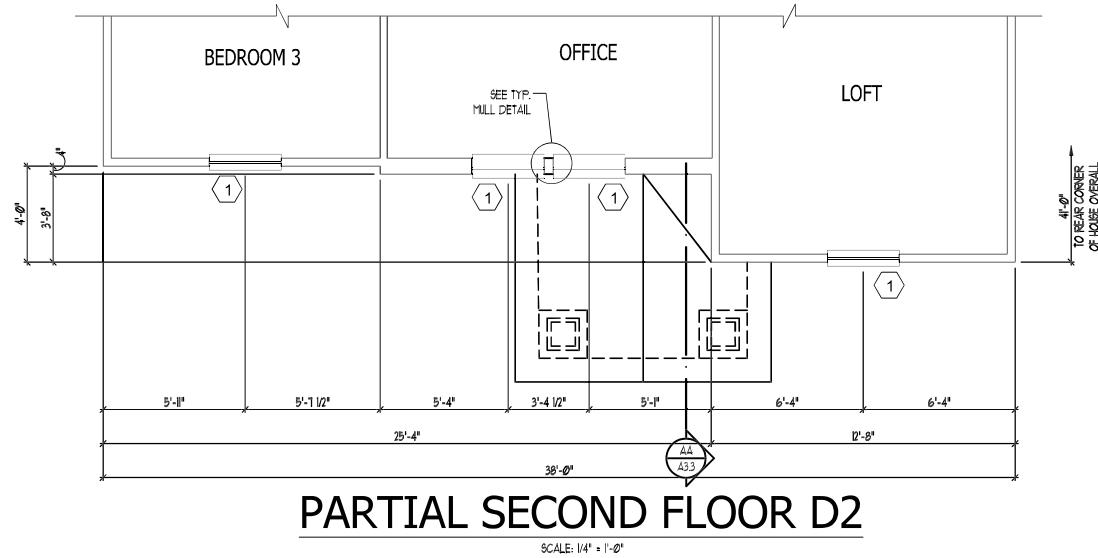 BEDROOM 3
OFFICE
LOFT
SEE TYP.
MULL DETAIL
1
1
1
1
4"
4'-0"
3'-8"
41'-0"
TO REAR CORNER
OF HOUSE OVERALL
5'-11"
5'-7 1/2"
5'-4"
3'-4 1/2"
5'-1"
6'-4"
6'-4"
25'-4"
12'-8"
38'-0"
AA
A3.3
PARTIAL SECOND FLOOR D2
SCALE: 1/4" = 1'-0"